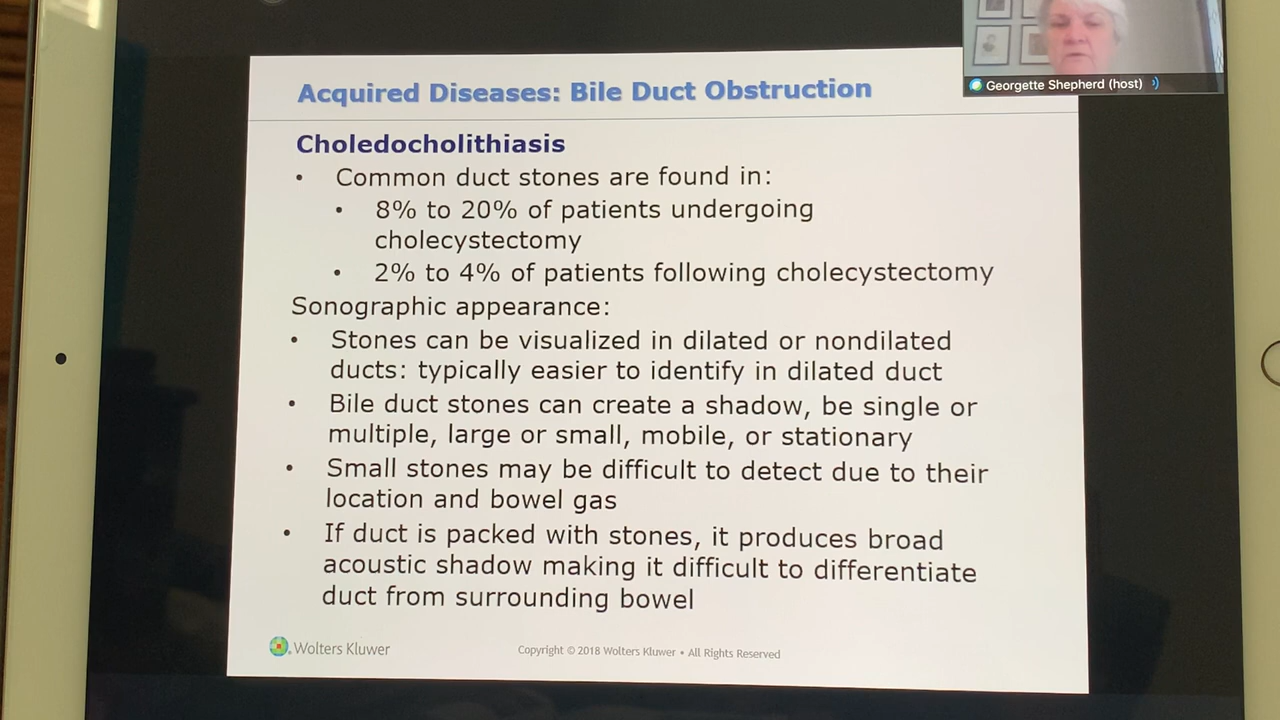 Georgette Shepherd (host)
Acquired Diseases: Bile Duct Obstruction
Choledocholithiasis
• Common duct stones are found in:
• 8% to 20% of patients undergoing
cholecystectomy
• 2% to 4% of patients following cholecystectomy
Sonographic appearance:
• Stones can be visualized in dilated or nondilated
ducts: typically easier to identify in dilated duct
• Bile duct stones can create a shadow, be single or
multiple, large or small, mobile, or stationary
• Small stones may be difficult to detect due to their
location and bowel gas
• If duct is packed with stones, it produces broad
acoustic shadow making it difficult to differentiate
duct from surrounding bowel
Wolters Kluwer
Copyright © 2018 Wolters Kluwer • All Rights Reserved